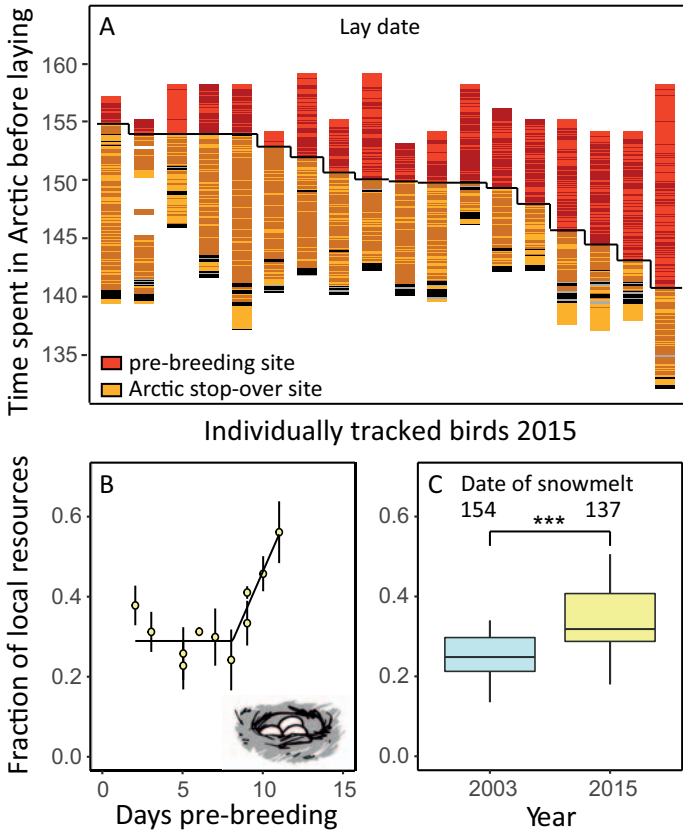 A
Lay date
Time spent in Arctic before laying
160
155
150
145
140
135
pre-breeding site
Arctic stop-over site
Individually tracked birds 2015
B
Fraction of local resources
0.6
0.4
0.2
0.0
0 5 10 15
Days pre-breeding
C
Date of snowmelt
154 137
***
0.6
0.4
0.2
0.0
2003 2015
Year